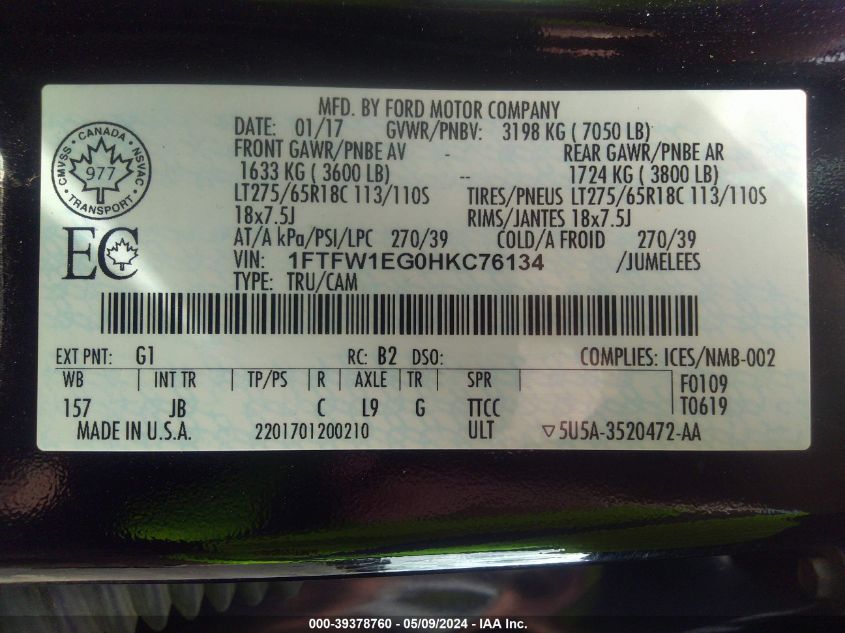 MFD. BY FORD MOTOR COMPANY
DATE: 01/17 GVWR/PNBV: 3198 KG ( 7050 LB)
FRONT GAWR/PNBE AV - REAR GAWR/PNBE AR
1633 KG ( 3600 LB) -- 1724 KG ( 3800 LB)
LT275/65R18C 113/110S TIRES/PNEUS LT275/65R18C 113/110S
18x7.5J RIMS/JANTES 18x7.5J
AT/A kPa/PSI/LPC 270/39 COLD/A FROID 270/39
VIN: 1FTFW1EG0HKC76134 /JUMELEES
TYPE: TRU/CAM
CANADA
CMVSS NSVAC
977
TRANSPORT
EC
EXT PNT: G1 RC: B2 DSO: COMPLIES: ICES/NMB-002
WB INT TR TP/PS R AXLE TR SPR F0109
157 JB C L9 G TTCC T0619
MADE IN U.S.A. 2201701200210 ULT ▽5U5A-3520472-AA
000-39378760 - 05/09/2024 - IAA Inc.